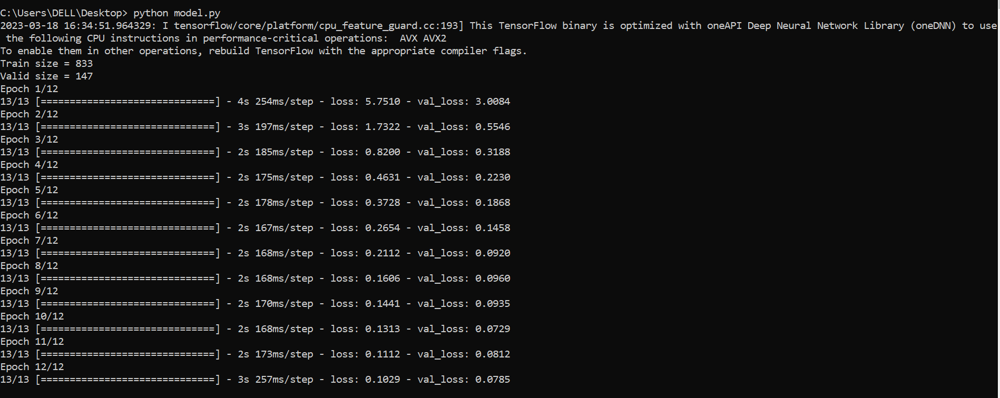 C:\Users\DELL\Desktop> python model.py
2023-03-18 16:34:51.964329: I tensorflow/core/platform/cpu_feature_guard.cc:193] This TensorFlow binary is optimized with oneAPI Deep Neural Network Library (oneDNN) to use
 the following CPU instructions in performance-critical operations:  AVX AVX2
To enable them in other operations, rebuild TensorFlow with the appropriate compiler flags.
Train size = 833
Valid size = 147
Epoch 1/12
13/13 [==============================] - 4s 254ms/step - loss: 5.7510 - val_loss: 3.0084
Epoch 2/12
13/13 [==============================] - 3s 197ms/step - loss: 1.7322 - val_loss: 0.5546
Epoch 3/12
13/13 [==============================] - 2s 185ms/step - loss: 0.8200 - val_loss: 0.3188
Epoch 4/12
13/13 [==============================] - 2s 175ms/step - loss: 0.4631 - val_loss: 0.2230
Epoch 5/12
13/13 [==============================] - 2s 178ms/step - loss: 0.3728 - val_loss: 0.1868
Epoch 6/12
13/13 [==============================] - 2s 167ms/step - loss: 0.2654 - val_loss: 0.1458
Epoch 7/12
13/13 [==============================] - 2s 168ms/step - loss: 0.2112 - val_loss: 0.0920
Epoch 8/12
13/13 [==============================] - 2s 168ms/step - loss: 0.1606 - val_loss: 0.0960
Epoch 9/12
13/13 [==============================] - 2s 170ms/step - loss: 0.1441 - val_loss: 0.0935
Epoch 10/12
13/13 [==============================] - 2s 168ms/step - loss: 0.1313 - val_loss: 0.0729
Epoch 11/12
13/13 [==============================] - 2s 173ms/step - loss: 0.1112 - val_loss: 0.0812
Epoch 12/12
13/13 [==============================] - 3s 257ms/step - loss: 0.1029 - val_loss: 0.0785